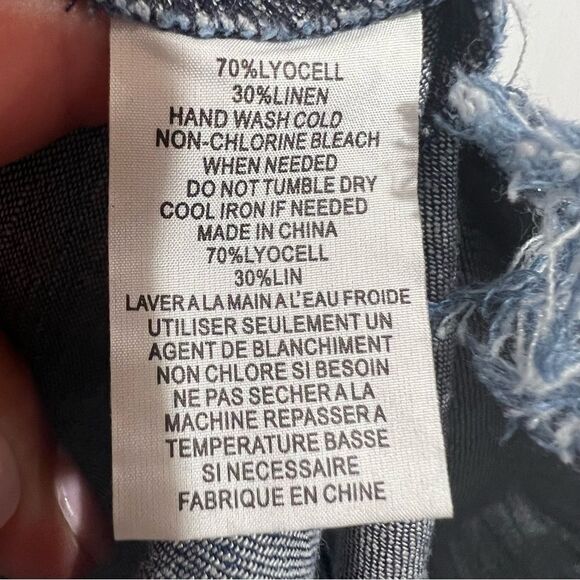 70%LYOCELL
30%LINEN
HAND WASH COLD
NON-CHLORINE BLEACH
WHEN NEEDED
DO NOT TUMBLE DRY
COOL IRON IF NEEDED
MADE IN CHINA
70%LYOCELL
30%LIN
LAVER A LA MAIN A L'EAU FROIDE
UTILISER SEULEMENT UN
AGENT DE BLANCHIMENT
NON CHLORE SI BESOIN
NE PAS SECHER A LA
MACHINE REPASSER A
TEMPERATURE BASSE
SI NECESSAIRE
FABRIQUE EN CHINE